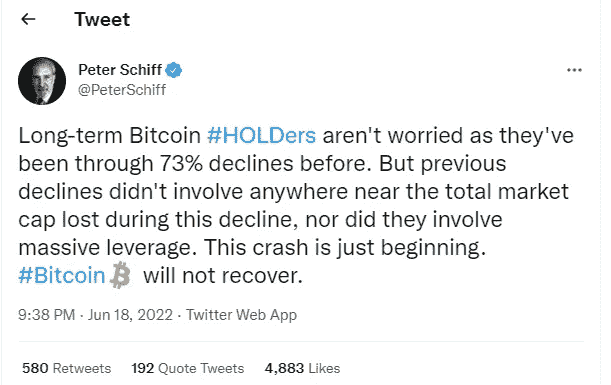 Tweet
Peter Schiff
@PeterSchiff
Long-term Bitcoin #HOLDers aren't worried as they've
been through 73% declines before. But previous
declines didn't involve anywhere near the total market
cap lost during this decline, nor did they involve
massive leverage. This crash is just beginning.
#Bitcoin will not recover.
9:38 PM · Jun 18, 2022 · Twitter Web App
580 Retweets 192 Quote Tweets 4,883 Likes